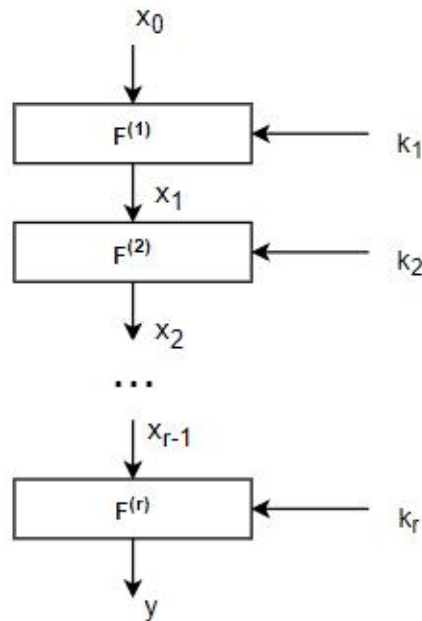 x₀
F⁽¹⁾
k₁
x₁
F⁽²⁾
k₂
x₂
...
xᵣ₋₁
F⁽ʳ⁾
kᵣ
y